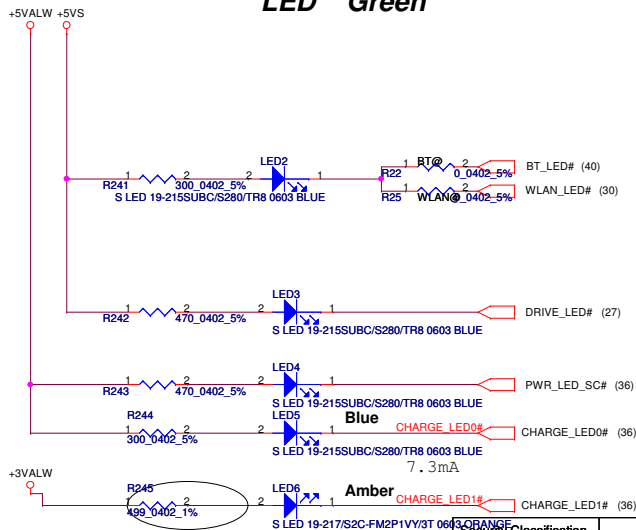 LED Green
+5VALW +5VS
LED2
1 2 2 1
R241 300_0402_5%
S LED 19-215SUBC/S280/TR8 0603 BLUE
1 BT@ 2
R22 0_0402_5%
BT_LED# (40)
1 2
R25 WLAN@ 0_0402_5%
WLAN_LED# (30)
LED3
1 2 2 1
R242 470_0402_5%
S LED 19-215SUBC/S280/TR8 0603 BLUE
DRIVE_LED# (27)
LED4
1 2 2 1
R243 470_0402_5%
S LED 19-215SUBC/S280/TR8 0603 BLUE
PWR_LED_SC# (36)
R244
LED5 Blue
1 2 2 1
300_0402_5%
S LED 19-215SUBC/S280/TR8 0603 BLUE
CHARGE_LED0#
CHARGE_LED0# (36)
7.3mA
+3VALW
R245
LED6 Amber
1 2 2 1
499_0402_1%
S LED 19-217/S2C-FM2P1VY/3T 0603 ORANGE
CHARGE_LED1#
CHARGE_LED1# (36)
Security Classification